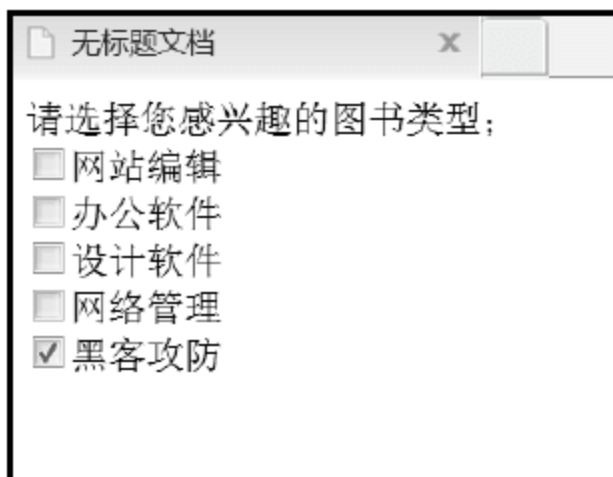 无标题文档
请选择您感兴趣的图书类型：
网站编辑
办公软件
设计软件
网络管理
黑客攻防